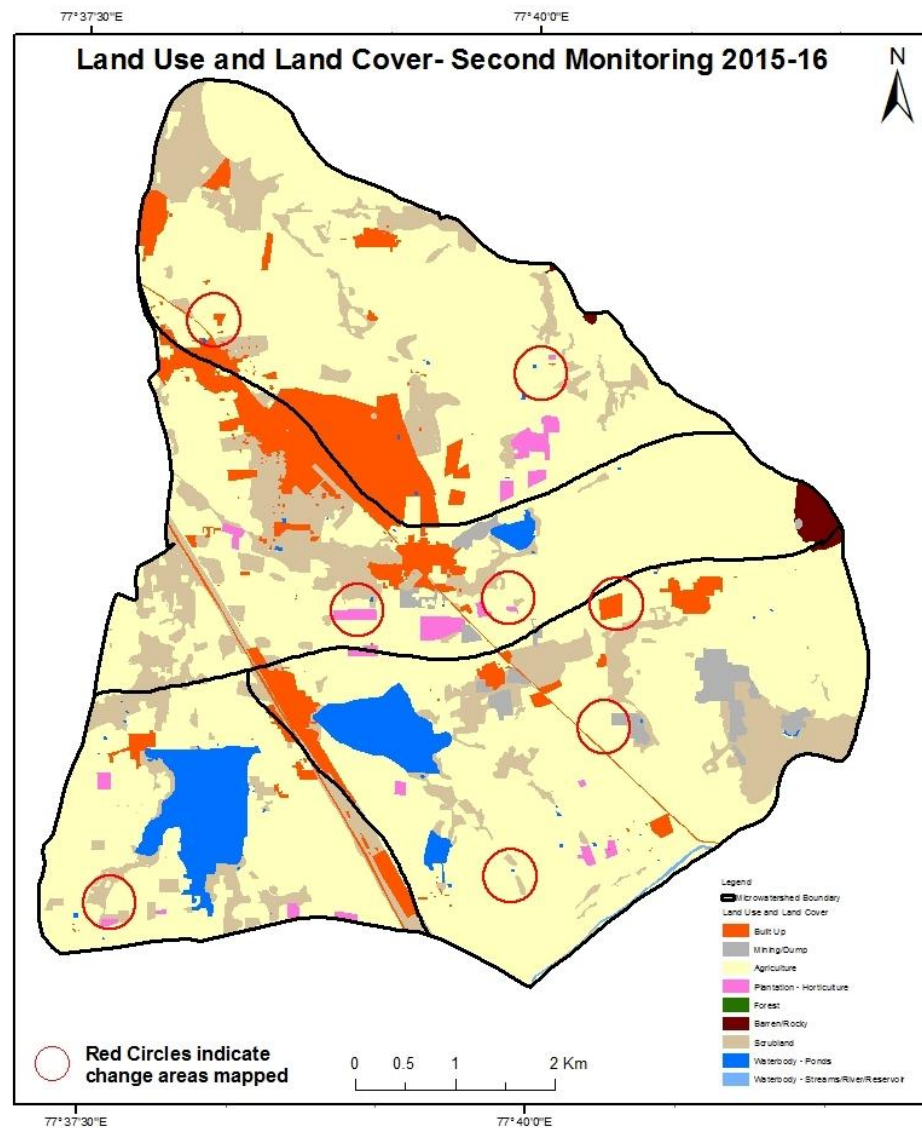 77°37'30"E
77°40'0"E
Land Use and Land Cover- Second Monitoring 2015-16
N
Legend
Microwatershed Boundary
Land Use and Land Cover
Built Up
Mining/Dump
Agriculture
Plantation - Horticulture
Forest
Barren/Rocky
Scrubland
Waterbody - Ponds
Waterbody - Streams/River/Reservoir
Red Circles indicate
change areas mapped
0 0.5 1 2 Km
77°37'30"E
77°40'0"E